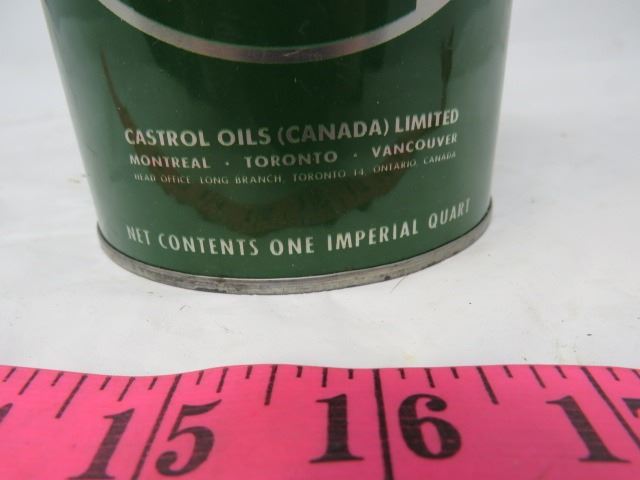 CASTROL OILS (CANADA) LIMITED
MONTREAL · TORONTO · VANCOUVER
HEAD OFFICE, LONG BRANCH, TORONTO 14, ONTARIO, CANADA
NET CONTENTS ONE IMPERIAL QUART
15 15 16 17